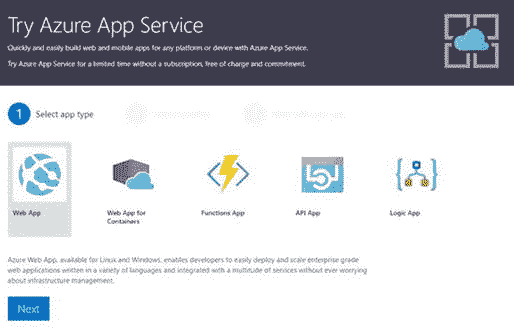 Try Azure App Service
Quickly and easily build web and mobile apps for any platform or device with Azure App Service.
Try Azure App Service for a limited time without a subscription, free of charge and commitment.
1 Select app type
Web App
Web App for
Containers
Functions App
API App
Logic App
Azure Web App, available for Linux and Windows, enables developers to easily deploy and scale enterprise grade
web applications written in a variety of languages and integrated with a multitude of services without ever worrying
about infrastructure management.
Next